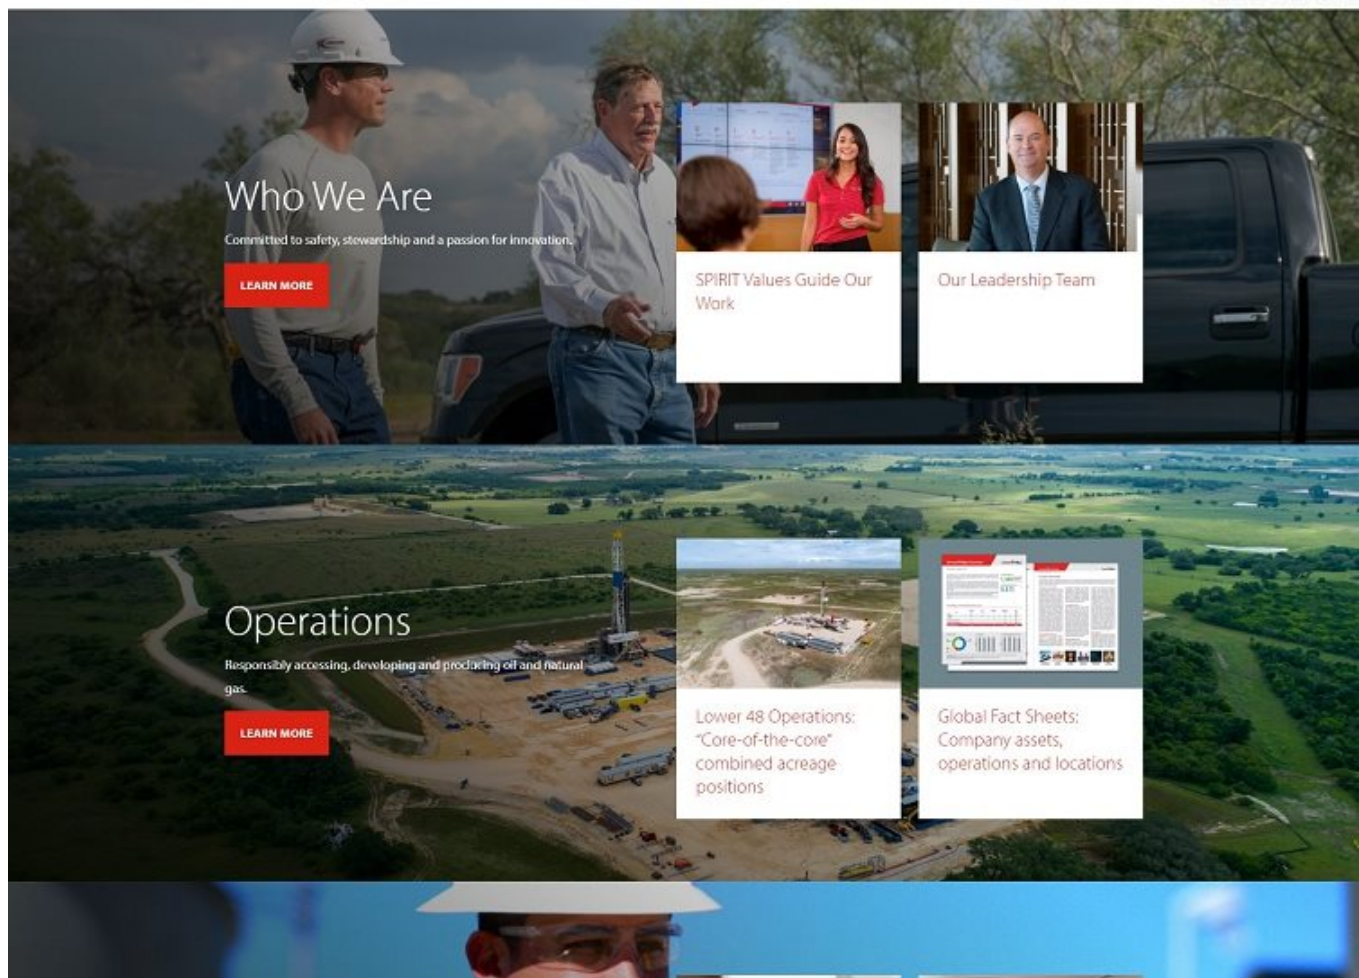 Who We Are
Committed to safety, stewardship and a passion for innovation.
LEARN MORE
SPIRIT Values Guide Our
Work
Our Leadership Team
Operations
Responsibly accessing, developing and producing oil and natural
gas.
LEARN MORE
Lower 48 Operations:
“Core-of-the-core”
combined acreage
positions
Global Fact Sheets:
Company assets,
operations and locations